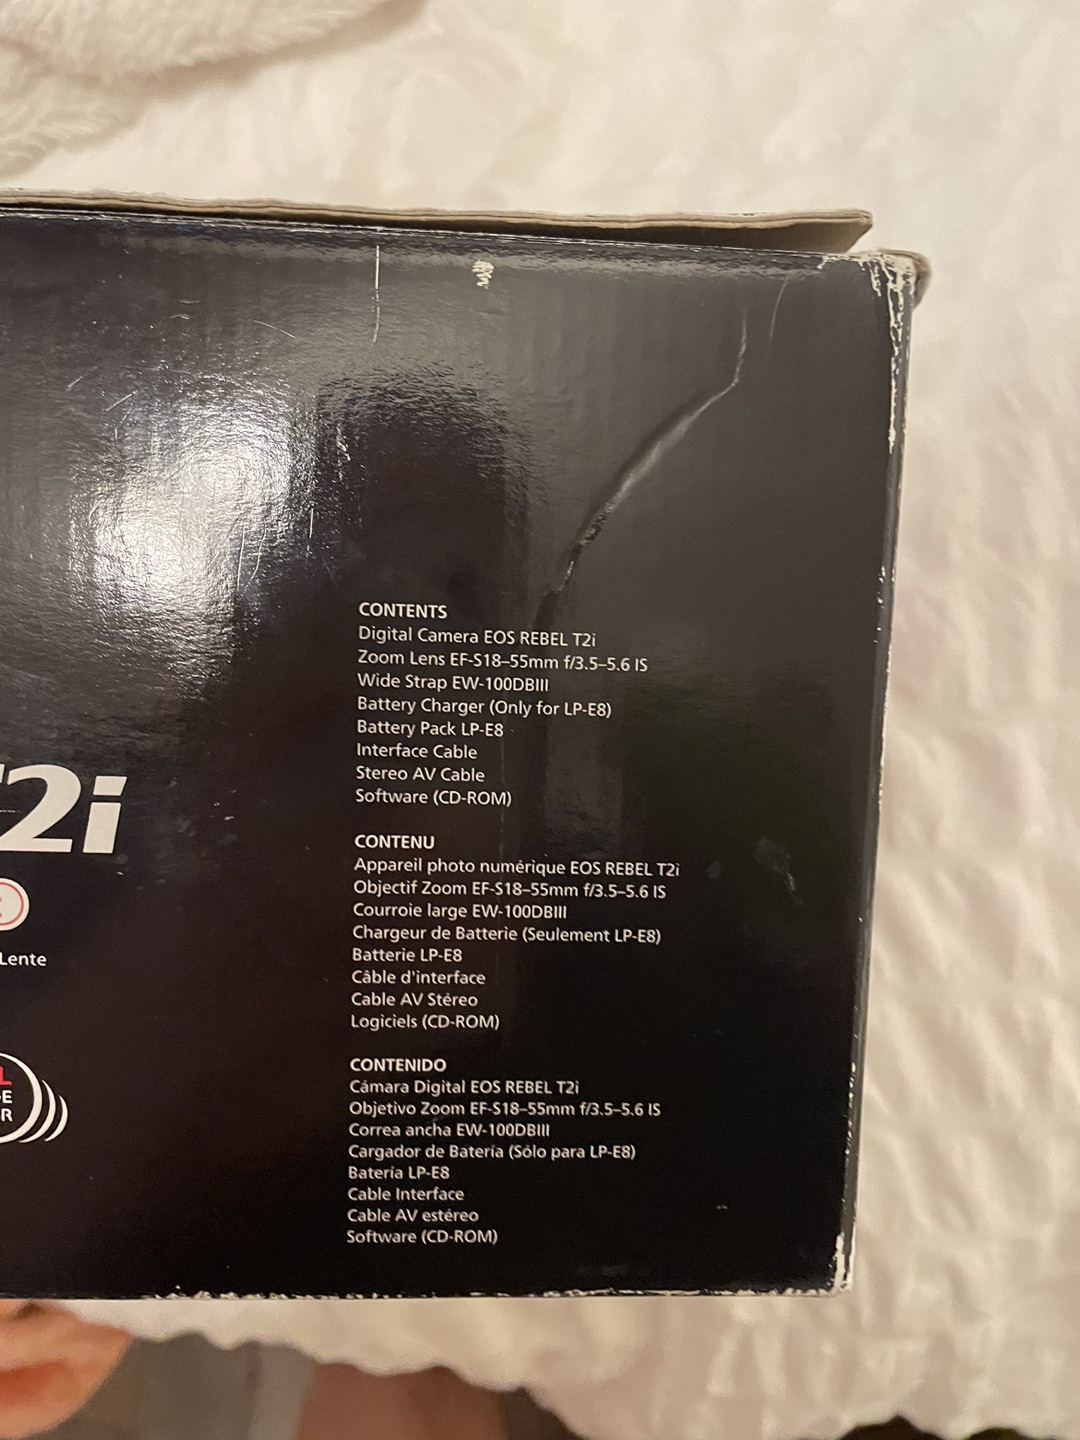 CONTENTS
Digital Camera EOS REBEL T2i
Zoom Lens EF-S18–55mm f/3.5–5.6 IS
Wide Strap EW-100DBIII
Battery Charger (Only for LP-E8)
Battery Pack LP-E8
Interface Cable
Stereo AV Cable
Software (CD-ROM)
2i
CONTENU
Appareil photo numérique EOS REBEL T2i
Objectif Zoom EF-S18–55mm f/3.5–5.6 IS
Courroie large EW-100DBIII
Chargeur de Batterie (Seulement LP-E8)
Batterie LP-E8
Câble d'interface
Cable AV Stéreo
Logiciels (CD-ROM)
Lente
CONTENIDO
Cámara Digital EOS REBEL T2i
Objetivo Zoom EF-S18–55mm f/3.5–5.6 IS
Correa ancha EW-100DBIII
Cargador de Batería (Sólo para LP-E8)
Batería LP-E8
Cable Interface
Cable AV estéreo
Software (CD-ROM)
L
E
R